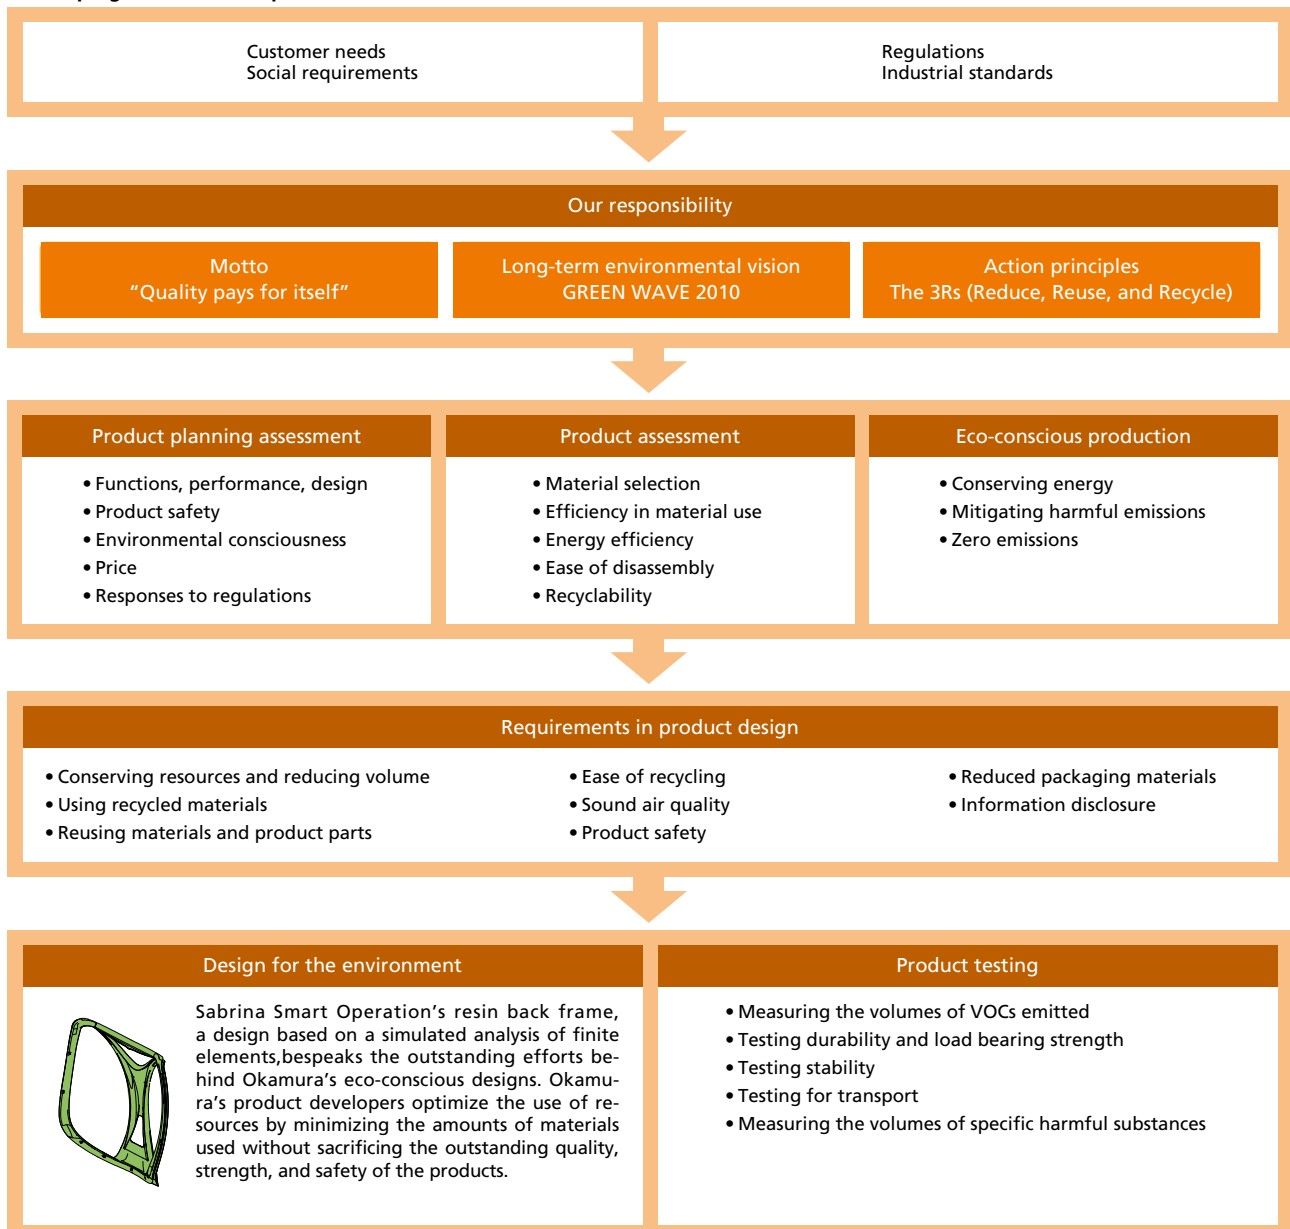 Customer needs
Social requirements
Regulations
Industrial standards
Our responsibility
Motto
“Quality pays for itself”
Long-term environmental vision
GREEN WAVE 2010
Action principles
The 3Rs (Reduce, Reuse, and Recycle)
Product planning assessment
• Functions, performance, design
• Product safety
• Environmental consciousness
• Price
• Responses to regulations
Product assessment
• Material selection
• Efficiency in material use
• Energy efficiency
• Ease of disassembly
• Recyclability
Eco-conscious production
• Conserving energy
• Mitigating harmful emissions
• Zero emissions
Requirements in product design
• Conserving resources and reducing volume
• Using recycled materials
• Reusing materials and product parts
• Ease of recycling
• Sound air quality
• Product safety
• Reduced packaging materials
• Information disclosure
Design for the environment
Sabrina Smart Operation’s resin back frame,
a design based on a simulated analysis of finite
elements,bespeaks the outstanding efforts be-
hind Okamura’s eco-conscious designs. Okamu-
ra’s product developers optimize the use of re-
sources by minimizing the amounts of materials
used without sacrificing the outstanding quality,
strength, and safety of the products.
Product testing
• Measuring the volumes of VOCs emitted
• Testing durability and load bearing strength
• Testing stability
• Testing for transport
• Measuring the volumes of specific harmful substances